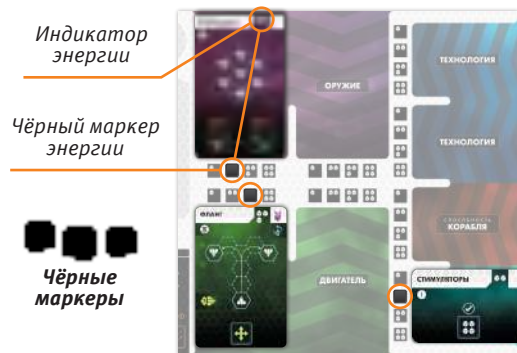 Индикатор
энергии
ОРУЖИЕ
ТЕХНОЛОГИЯ
Чёрный маркер
энергии
ТЕХНОЛОГИЯ
СПОСОБНОСТЬ
КОРАБЛЯ
ФЛАНГ
ДВИГАТЕЛЬ
СТИМУЛЯТОРЫ
Чёрные
маркеры